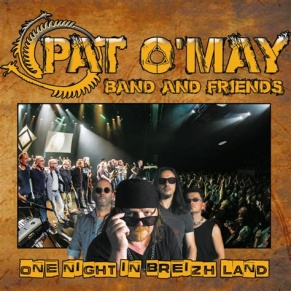 PAT O'MAY
BAND AND FRIENDS
ONE NIGHT IN BREIZH LAND